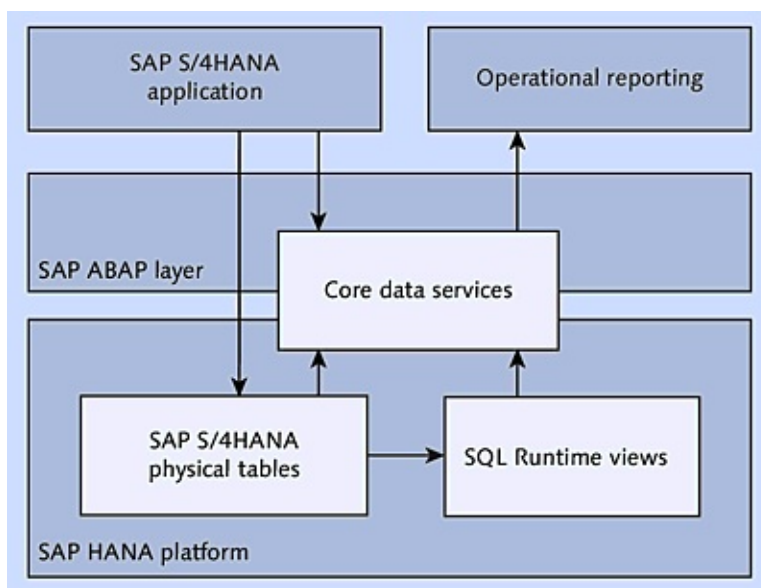 SAP S/4HANA
application
Operational reporting
SAP ABAP layer
Core data services
SAP S/4HANA
physical tables
SQL Runtime views
SAP HANA platform